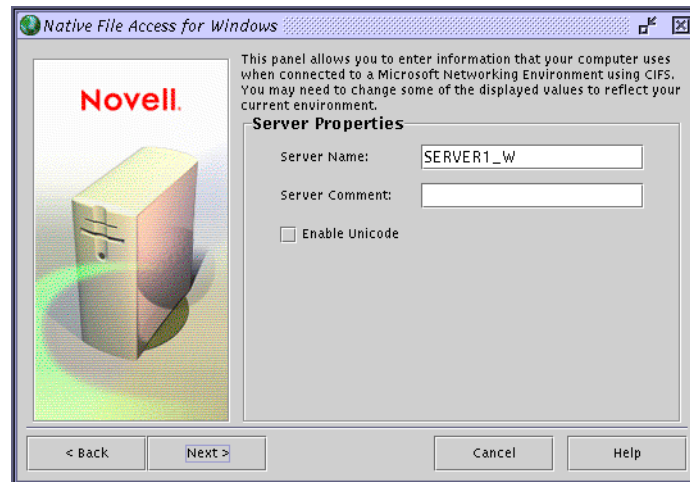 Native File Access for Windows
This panel allows you to enter information that your computer uses
when connected to a Microsoft Networking Environment using CIFS.
You may need to change some of the displayed values to reflect your
current environment.
Novell.
Server Properties
Server Name: SERVER1_W
Server Comment:
Enable Unicode
< Back Next > Cancel Help